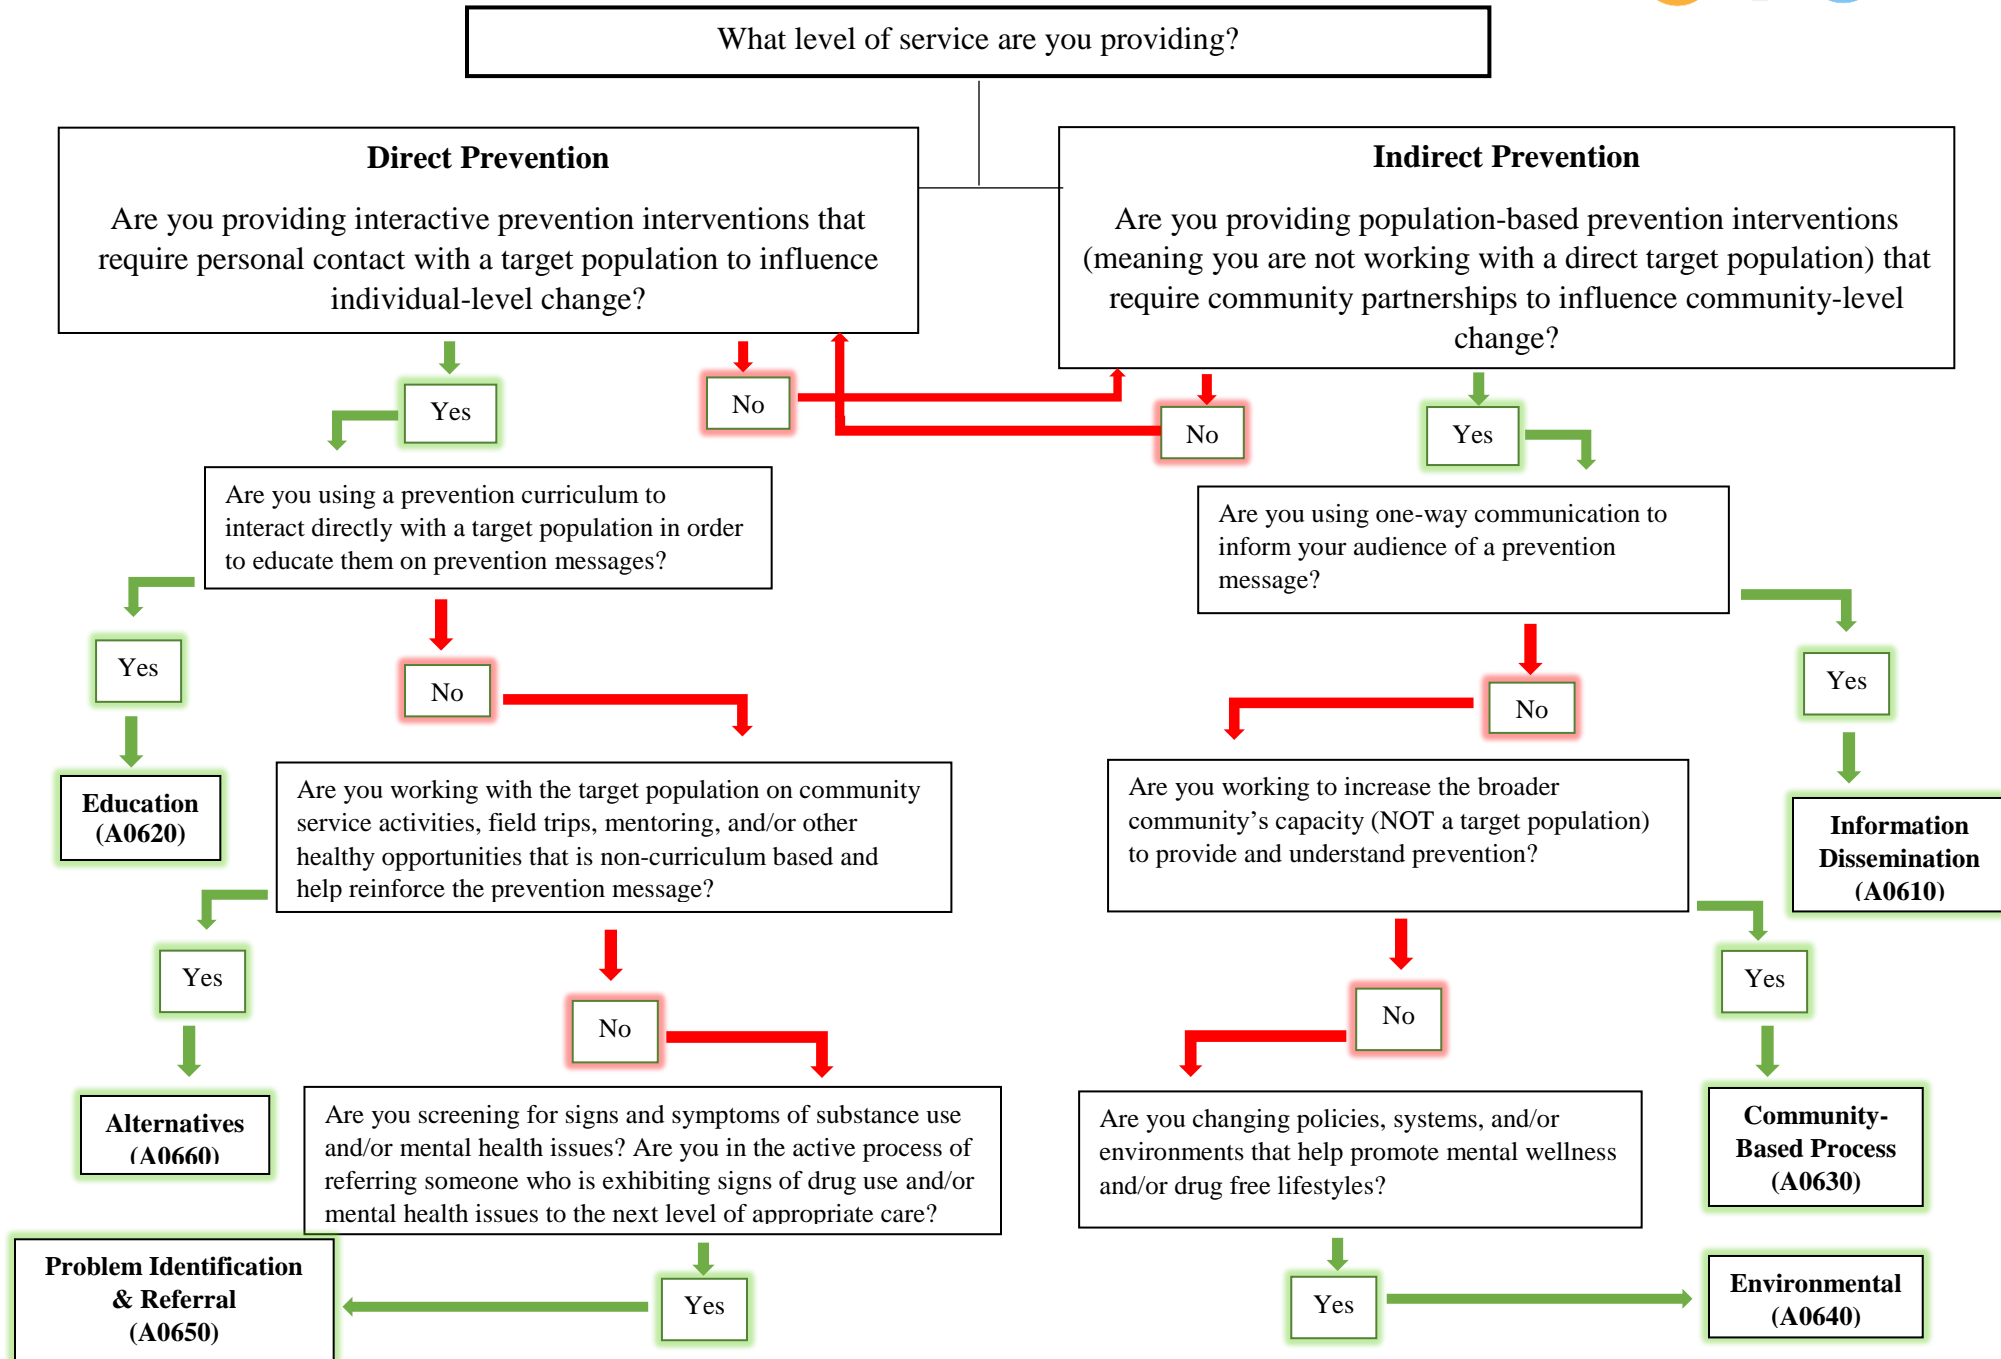 What level of service are you providing?
Direct Prevention
Are you providing interactive prevention interventions that
require personal contact with a target population to influence
individual-level change?
Indirect Prevention
Are you providing population-based prevention interventions
(meaning you are not working with a direct target population) that
require community partnerships to influence community-level
change?
Yes
No
No
Yes
Are you using a prevention curriculum to
interact directly with a target population in order
to educate them on prevention messages?
Are you using one-way communication to
inform your audience of a prevention
message?
Yes
No
No
Yes
Education
(A0620)
Are you working with the target population on community
service activities, field trips, mentoring, and/or other
healthy opportunities that is non-curriculum based and
help reinforce the prevention message?
Are you working to increase the broader
community's capacity (NOT a target population)
to provide and understand prevention?
Information
Dissemination
(A0610)
Yes
No
No
Yes
Alternatives
(A0660)
Are you screening for signs and symptoms of substance use
and/or mental health issues? Are you in the active process of
referring someone who is exhibiting signs of drug use and/or
mental health issues to the next level of appropriate care?
Are you changing policies, systems, and/or
environments that help promote mental wellness
and/or drug free lifestyles?
Community-
Based Process
(A0630)
Problem Identification
& Referral
(A0650)
Yes
Yes
Environmental
(A0640)